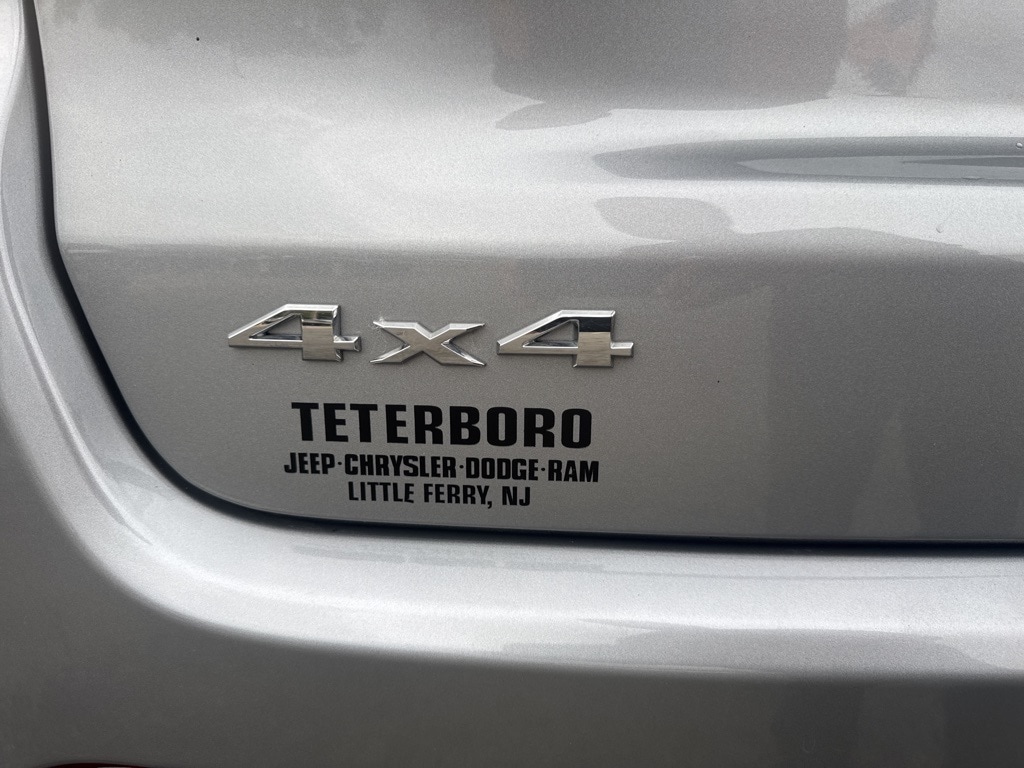 4x4
TETERBORO
JEEP·CHRYSLER·DODGE·RAM
LITTLE FERRY, NJ